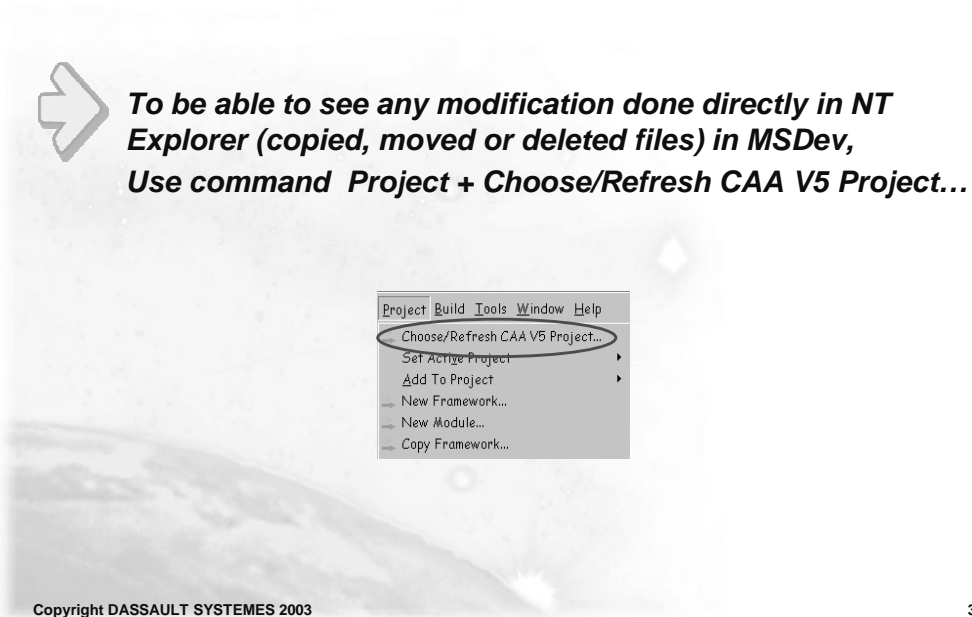 To be able to see any modification done directly in NT
Explorer (copied, moved or deleted files) in MSDev,
Use command Project + Choose/Refresh CAA V5 Project…
Project Build Tools Window Help
Choose/Refresh CAA V5 Project...
Set Active Project
Add To Project
New Framework...
New Module...
Copy Framework...
Copyright DASSAULT SYSTEMES 2003